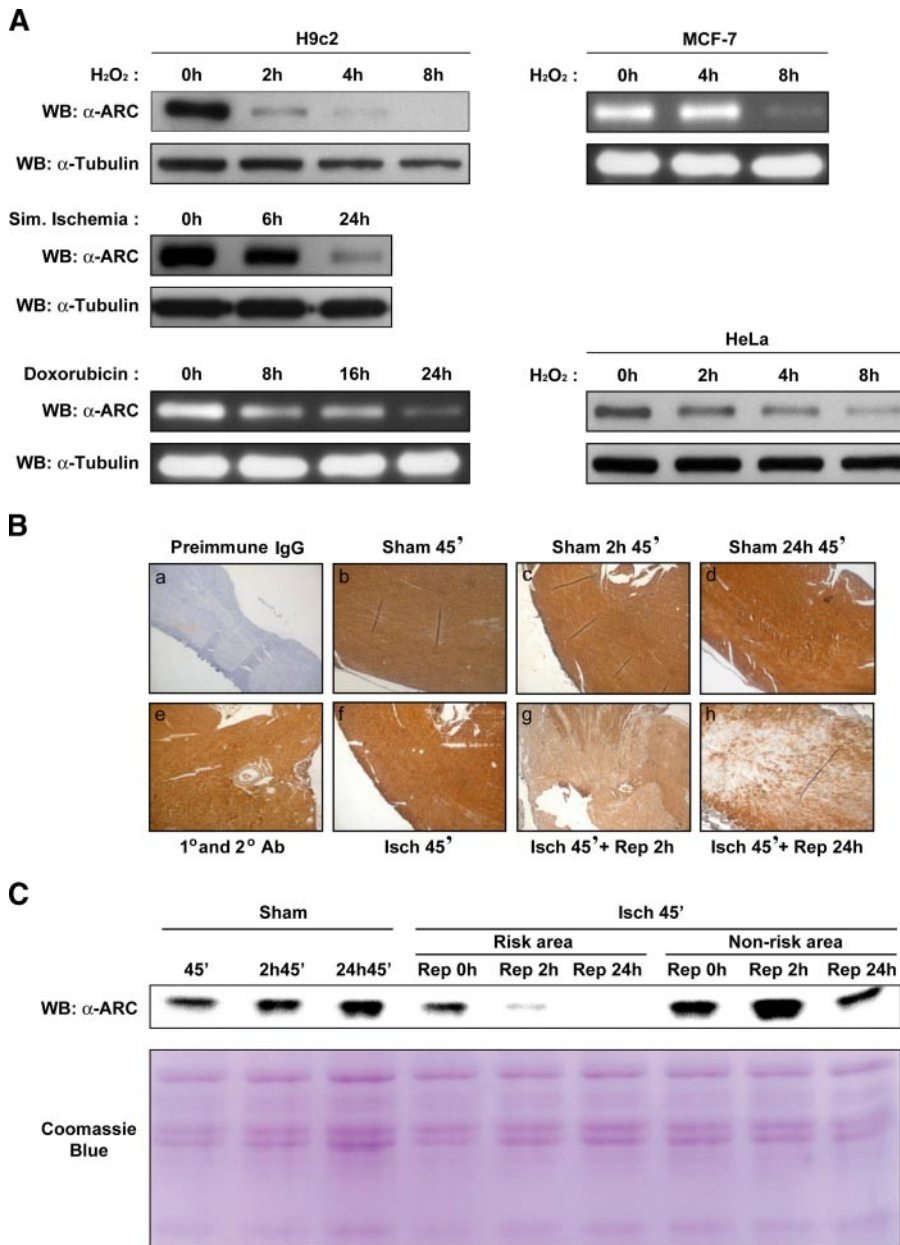 A
H9c2
H₂O₂ : 0h 2h 4h 8h
WB: α-ARC
WB: α-Tubulin
MCF-7
H₂O₂ : 0h 4h 8h
Sim. Ischemia : 0h 6h 24h
WB: α-ARC
WB: α-Tubulin
Doxorubicin : 0h 8h 16h 24h
WB: α-ARC
WB: α-Tubulin
HeLa
H₂O₂ : 0h 2h 4h 8h
B
Preimmune IgG Sham 45’ Sham 2h 45’ Sham 24h 45’
a b c d
e f g h
1° and 2° Ab Isch 45’ Isch 45’+ Rep 2h Isch 45’+ Rep 24h
C
Sham Isch 45’
Risk area Non-risk area
45’ 2h45’ 24h45’ Rep 0h Rep 2h Rep 24h Rep 0h Rep 2h Rep 24h
WB: α-ARC
Coomassie
Blue